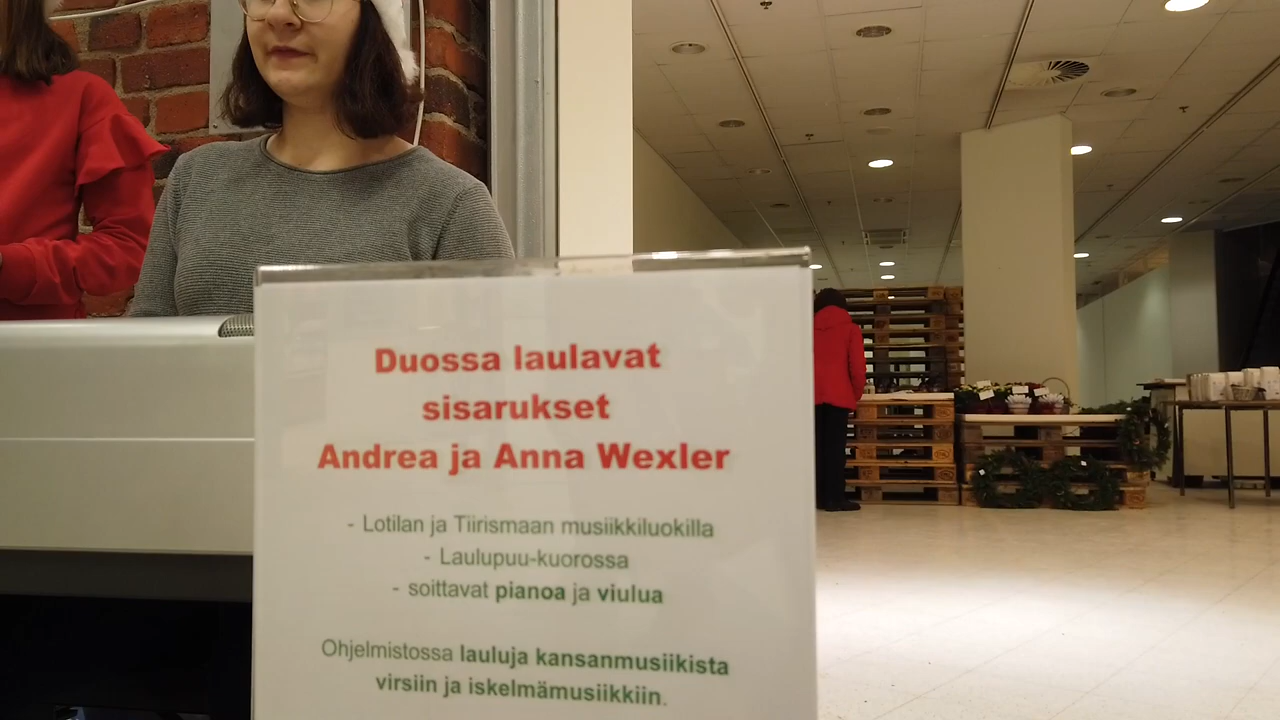 Duossa laulavat
sisarukset
Andrea ja Anna Wexler
- Lotilan ja Tiirismaan musiikkiluokilla
- Laulupuu-kuorossa
- soittavat pianoa ja viulua
Ohjelmistossa lauluja kansanmusiikista
virsiin ja iskelmämusiikkiin.